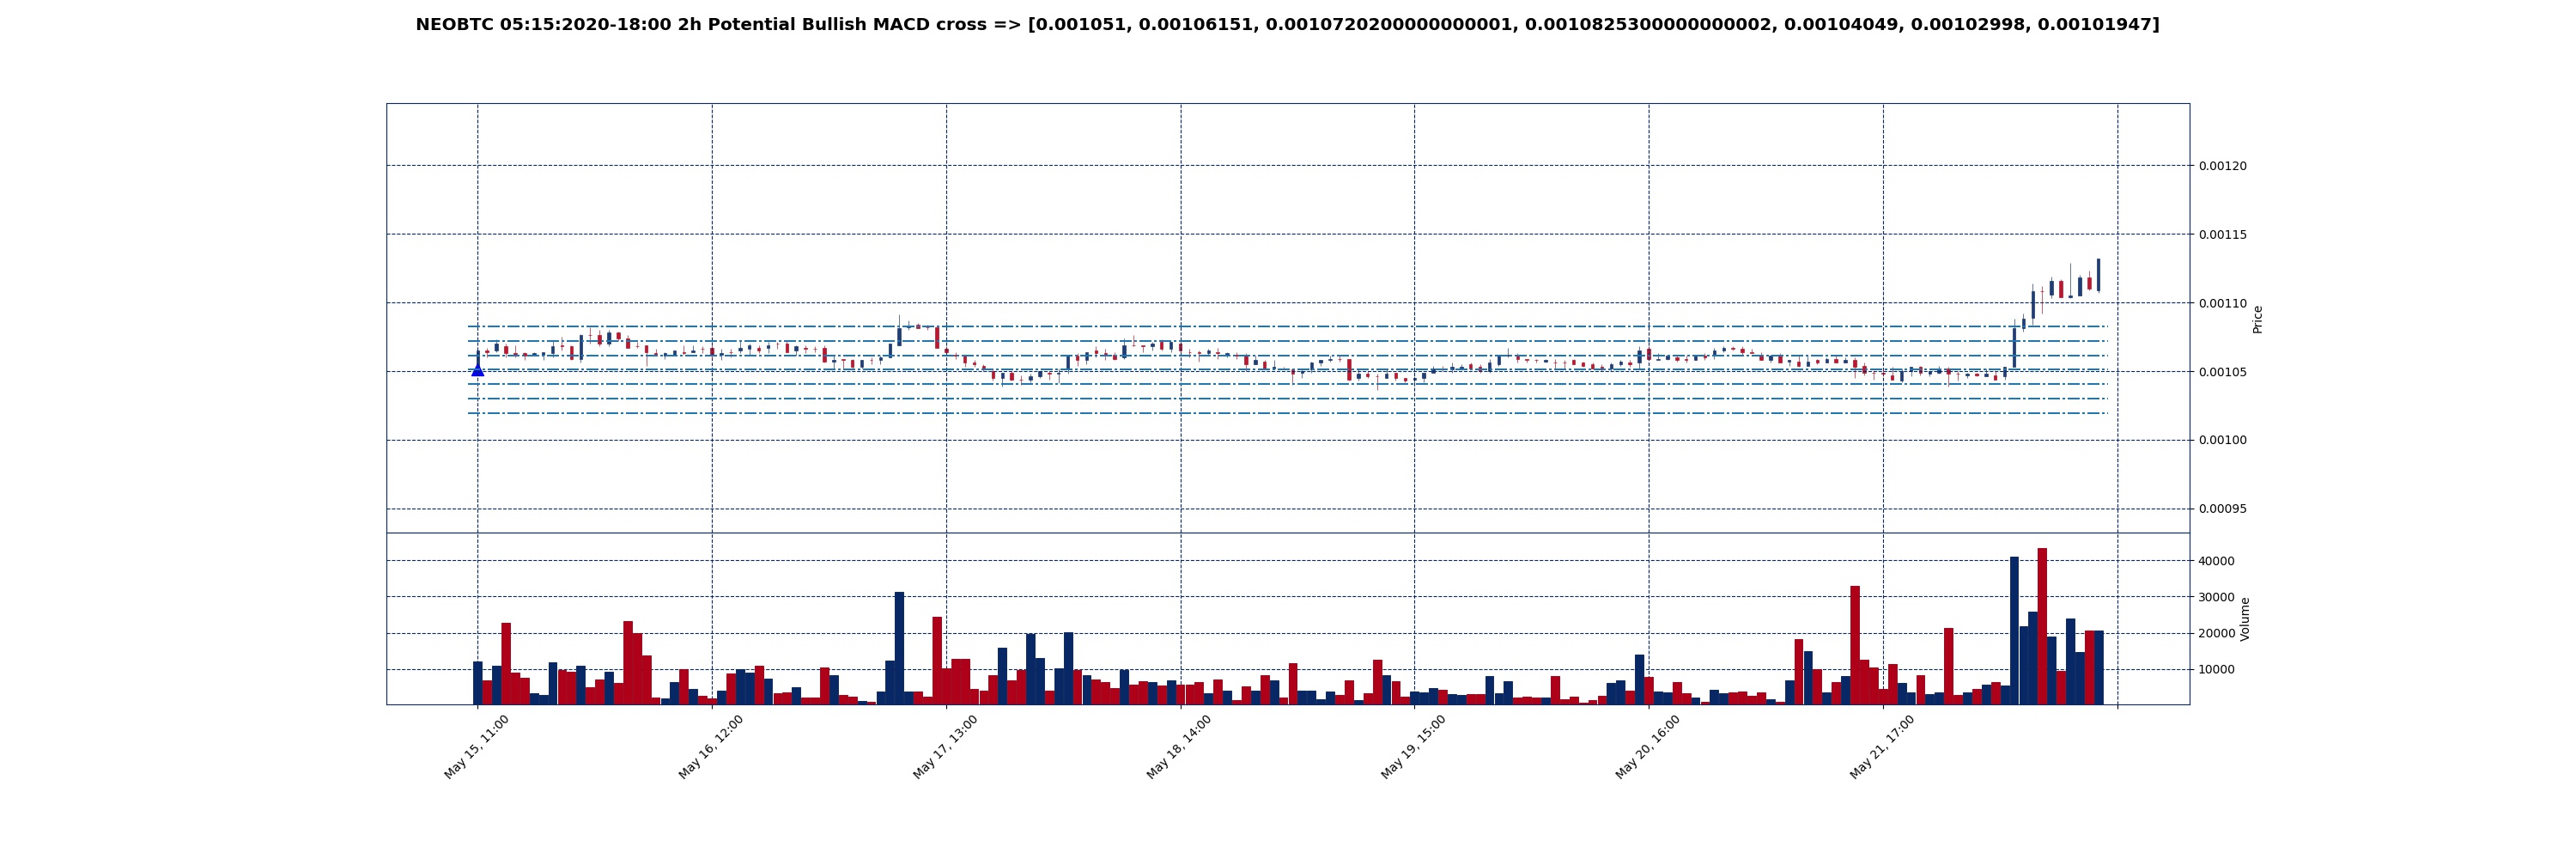 NEOBTC 05:15:2020-18:00 2h Potential Bullish MACD cross => [0.001051, 0.00106151, 0.0010720200000000001, 0.0010825300000000002, 0.00104049, 0.00102998, 0.00101947]
0.00120
0.00115
0.00110
0.00105
0.00100
0.00095
Price
40000
30000
20000
10000
Volume
May 15, 11:00
May 16, 12:00
May 17, 13:00
May 18, 14:00
May 19, 15:00
May 20, 16:00
May 21, 17:00